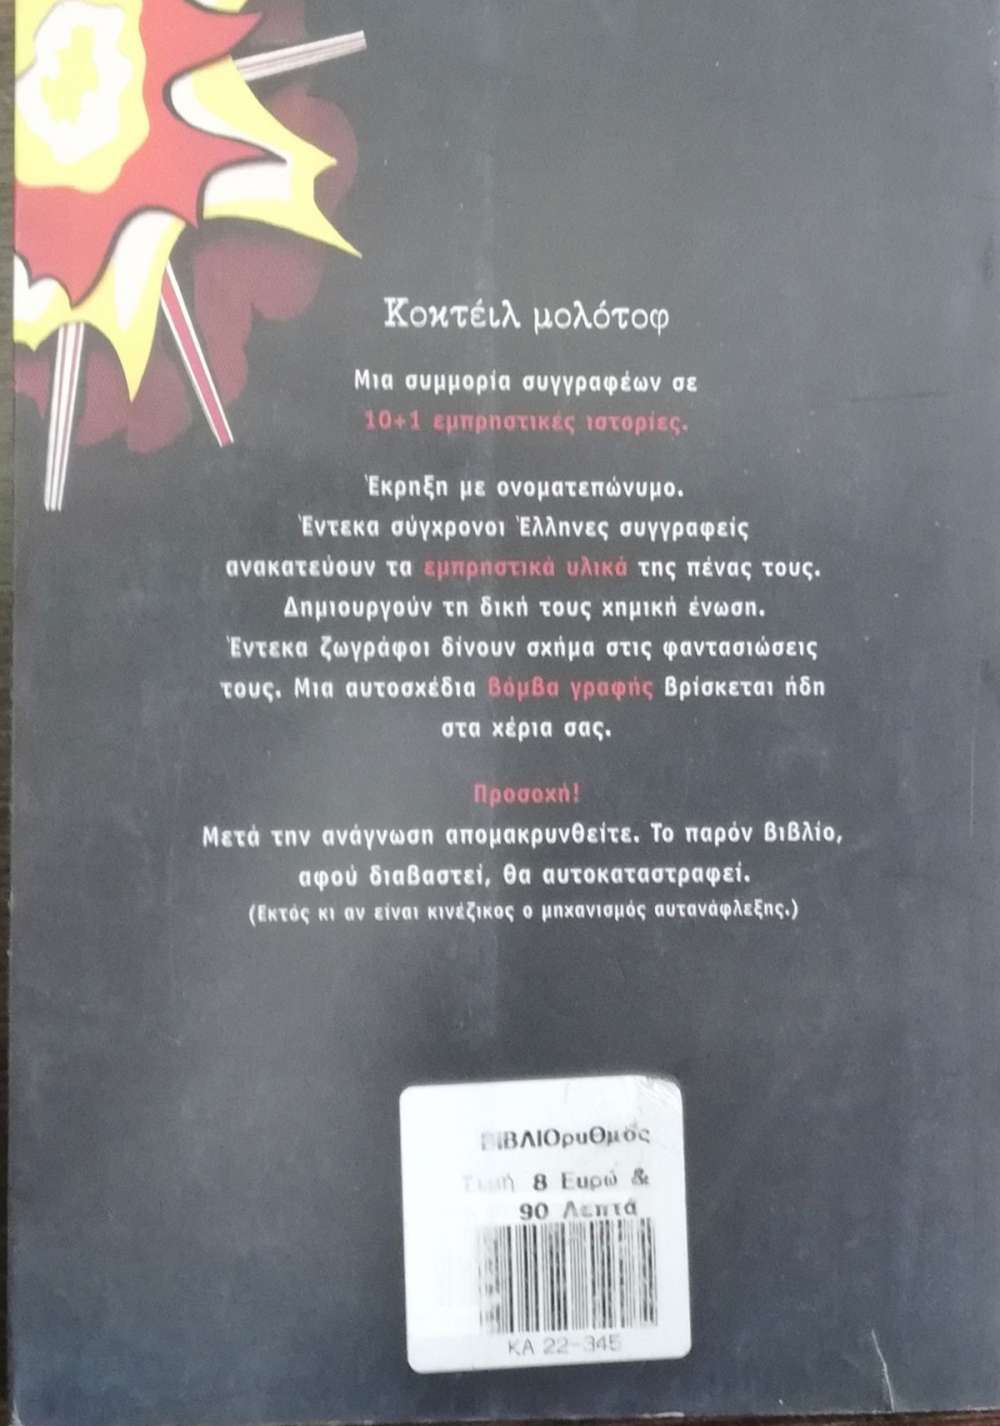 Κοκτέιλ μολότοφ
Μια συμμορία συγγραφέων σε
10+1 εμπρηστικές ιστορίες.
Έκρηξη με ονοματεπώνυμο.
Έντεκα σύγχρονοι Έλληνες συγγραφείς
ανακατεύουν τα εμπρηστικά υλικά της πένας τους.
Δημιουργούν τη δική τους χημική ένωση.
Έντεκα ζωγράφοι δίνουν σχήμα στις φαντασιώσεις
τους. Μια αυτοσχέδια βόμβα γραφής βρίσκεται ήδη
στα χέρια σας.
Προσοχή!
Μετά την ανάγνωση απομακρυνθείτε. Το παρόν βιβλίο,
αφού διαβαστεί, θα αυτοκαταστραφεί.
(Εκτός κι αν είναι κινέζικος ο μηχανισμός αυτανάφλεξης.)
ΒΙΒΛΙΟρυΘμός
Τιμή 8 Ευρώ &
90 Λεπτά
ΚΑ 22-345